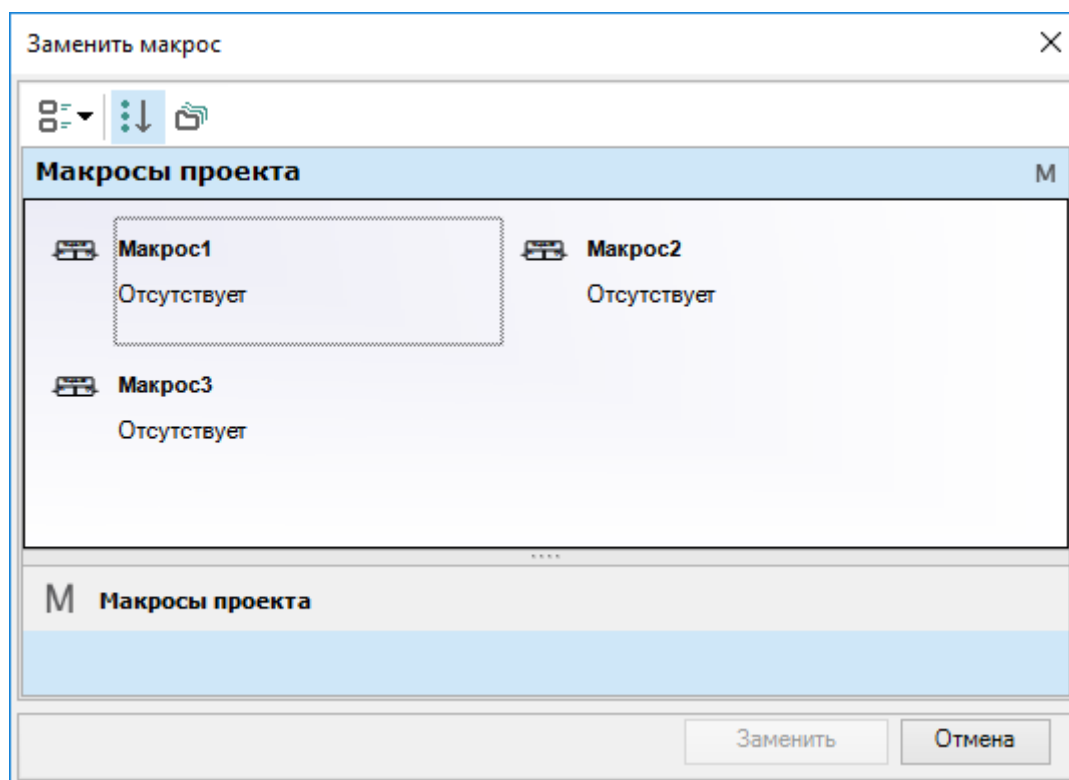 Заменить макрос
Макросы проекта M
Макрос1 Макрос2
Отсутствует Отсутствует
Макрос3
Отсутствует
M Макросы проекта
Заменить Отмена